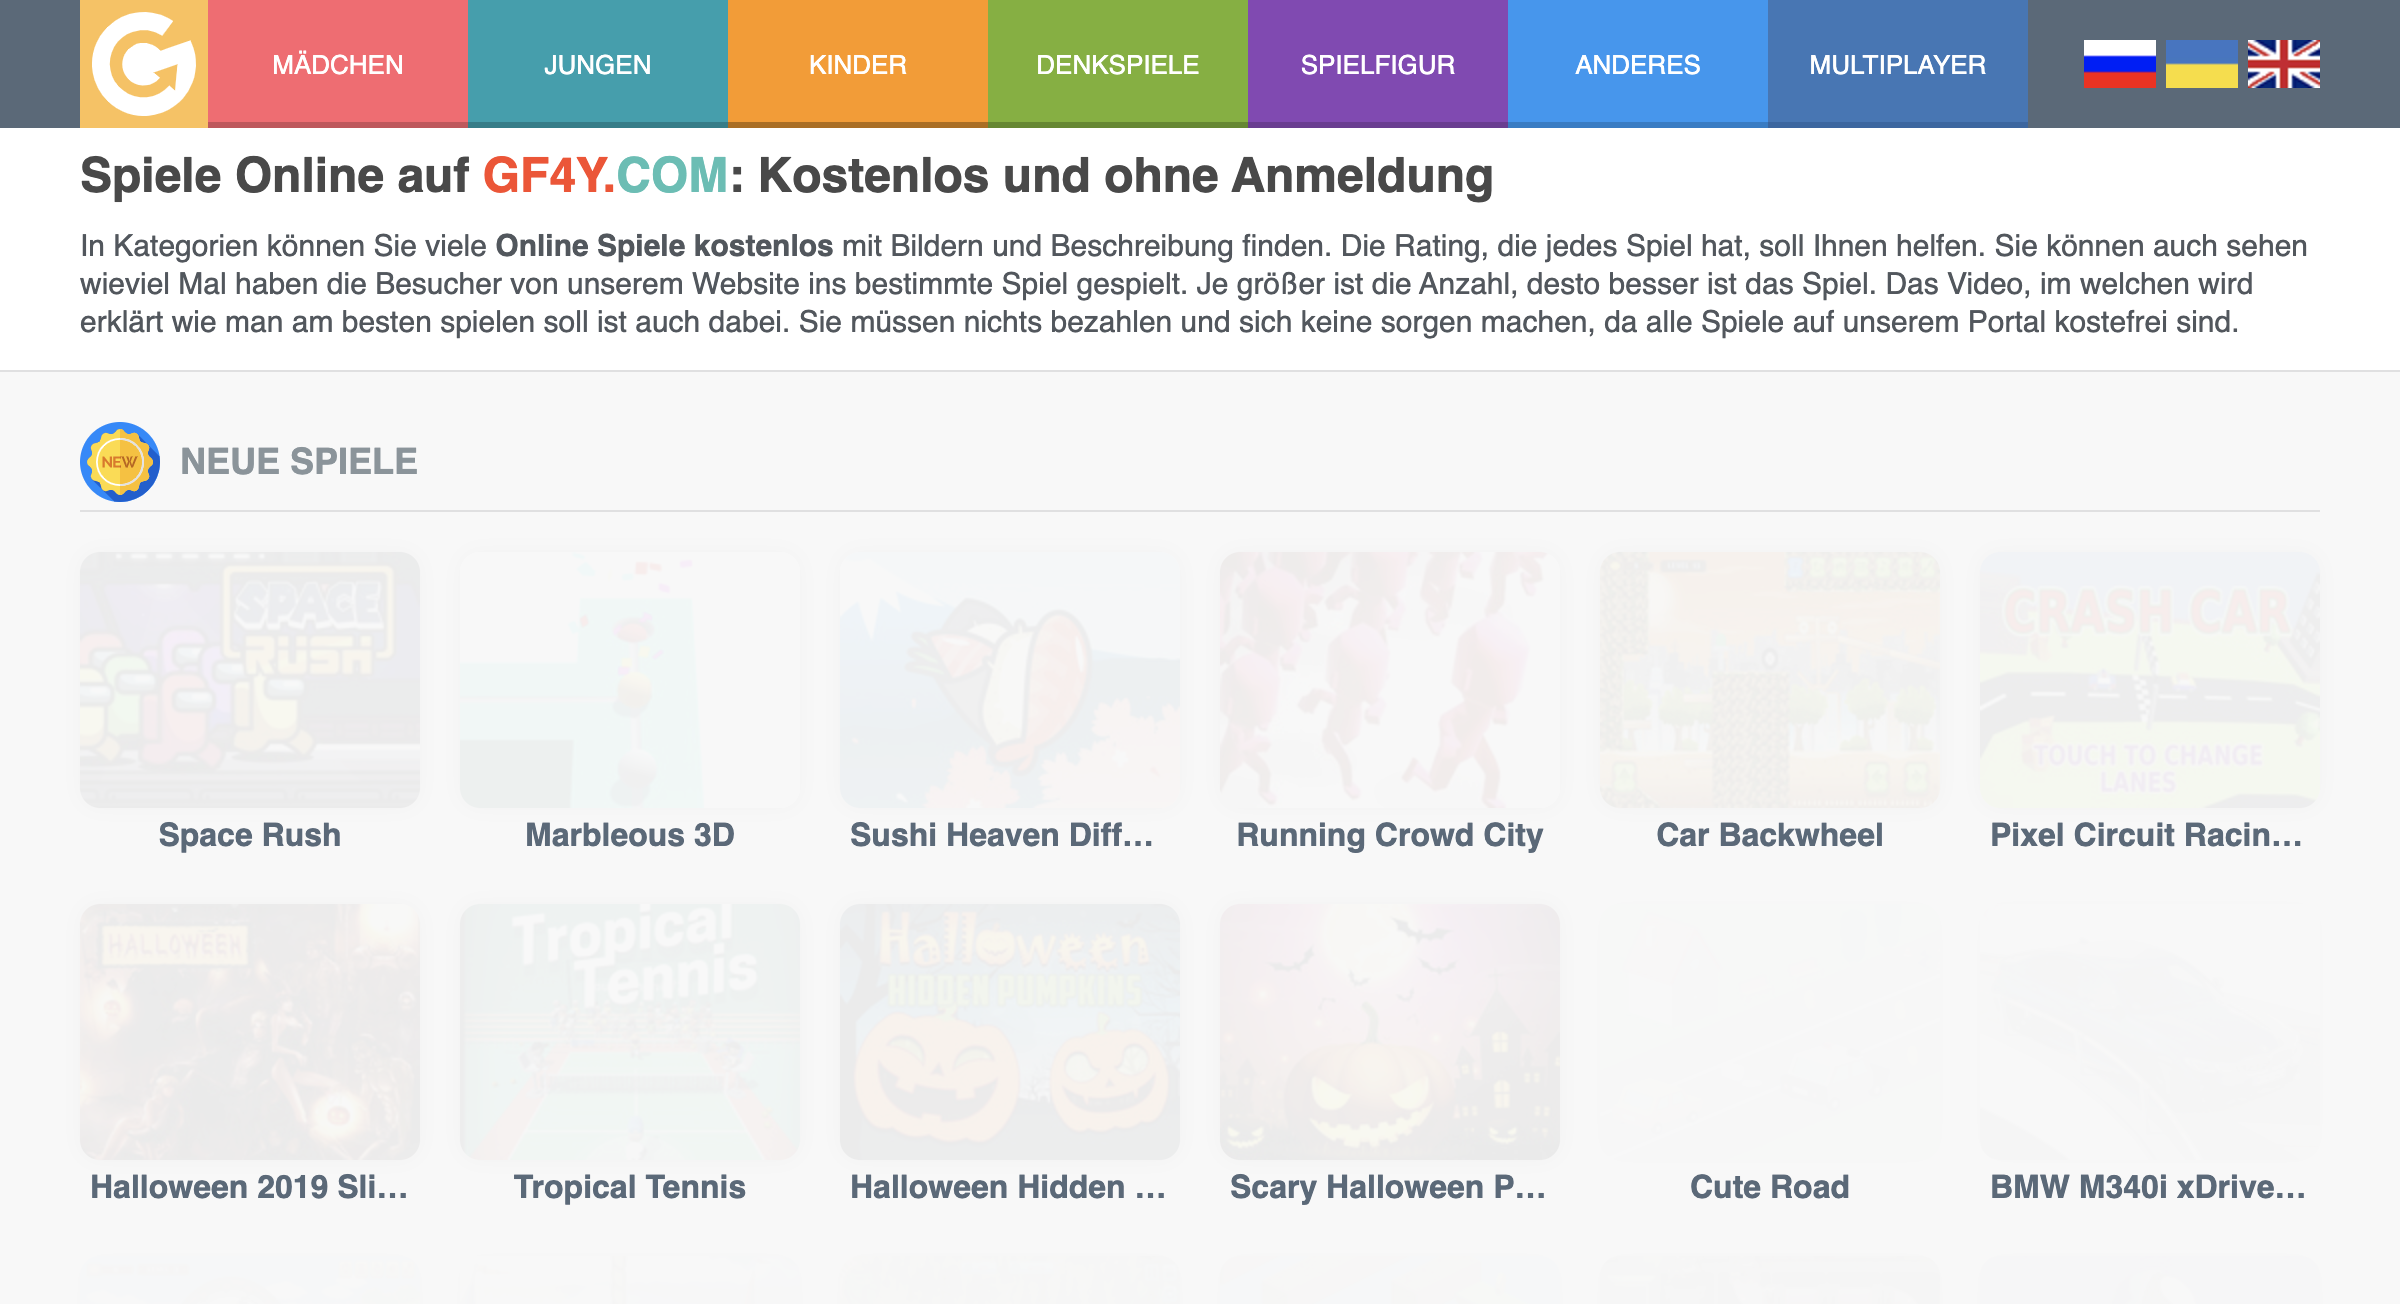 MÄDCHEN
JUNGEN
KINDER
DENKSPIELE
SPIELFIGUR
ANDERES
MULTIPLAYER
Spiele Online auf GF4Y.COM: Kostenlos und ohne Anmeldung
In Kategorien können Sie viele Online Spiele kostenlos mit Bildern und Beschreibung finden. Die Rating, die jedes Spiel hat, soll Ihnen helfen. Sie können auch sehen
wieviel Mal haben die Besucher von unserem Website ins bestimmte Spiel gespielt. Je größer ist die Anzahl, desto besser ist das Spiel. Das Video, im welchen wird
erklärt wie man am besten spielen soll ist auch dabei. Sie müssen nichts bezahlen und sich keine sorgen machen, da alle Spiele auf unserem Portal kostefrei sind.
NEW
NEUE SPIELE
SPACE
RUSH
CRASH CAR
TOUCH TO CHANGE
LANES
Space Rush
Marbleous 3D
Sushi Heaven Diff...
Running Crowd City
Car Backwheel
Pixel Circuit Racin...
HALLOWEEN
Tropical
Tennis
Halloween
HIDDEN PUMPKINS
Halloween 2019 Sli...
Tropical Tennis
Halloween Hidden ...
Scary Halloween P...
Cute Road
BMW M340i xDrive...